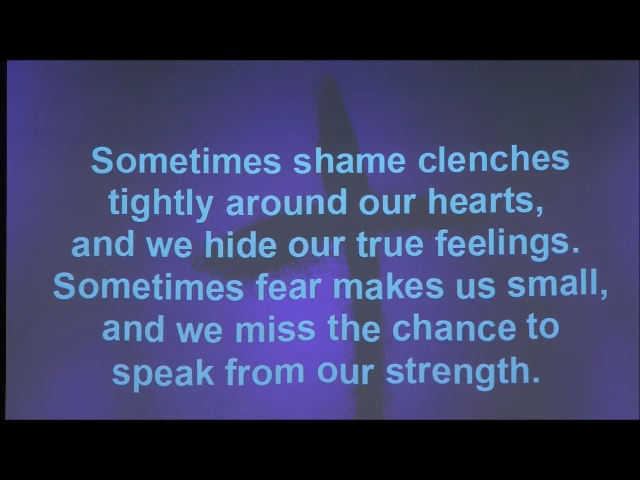 Sometimes shame clenches
tightly around our hearts,
and we hide our true feelings.
Sometimes fear makes us small,
and we miss the chance to
speak from our strength.